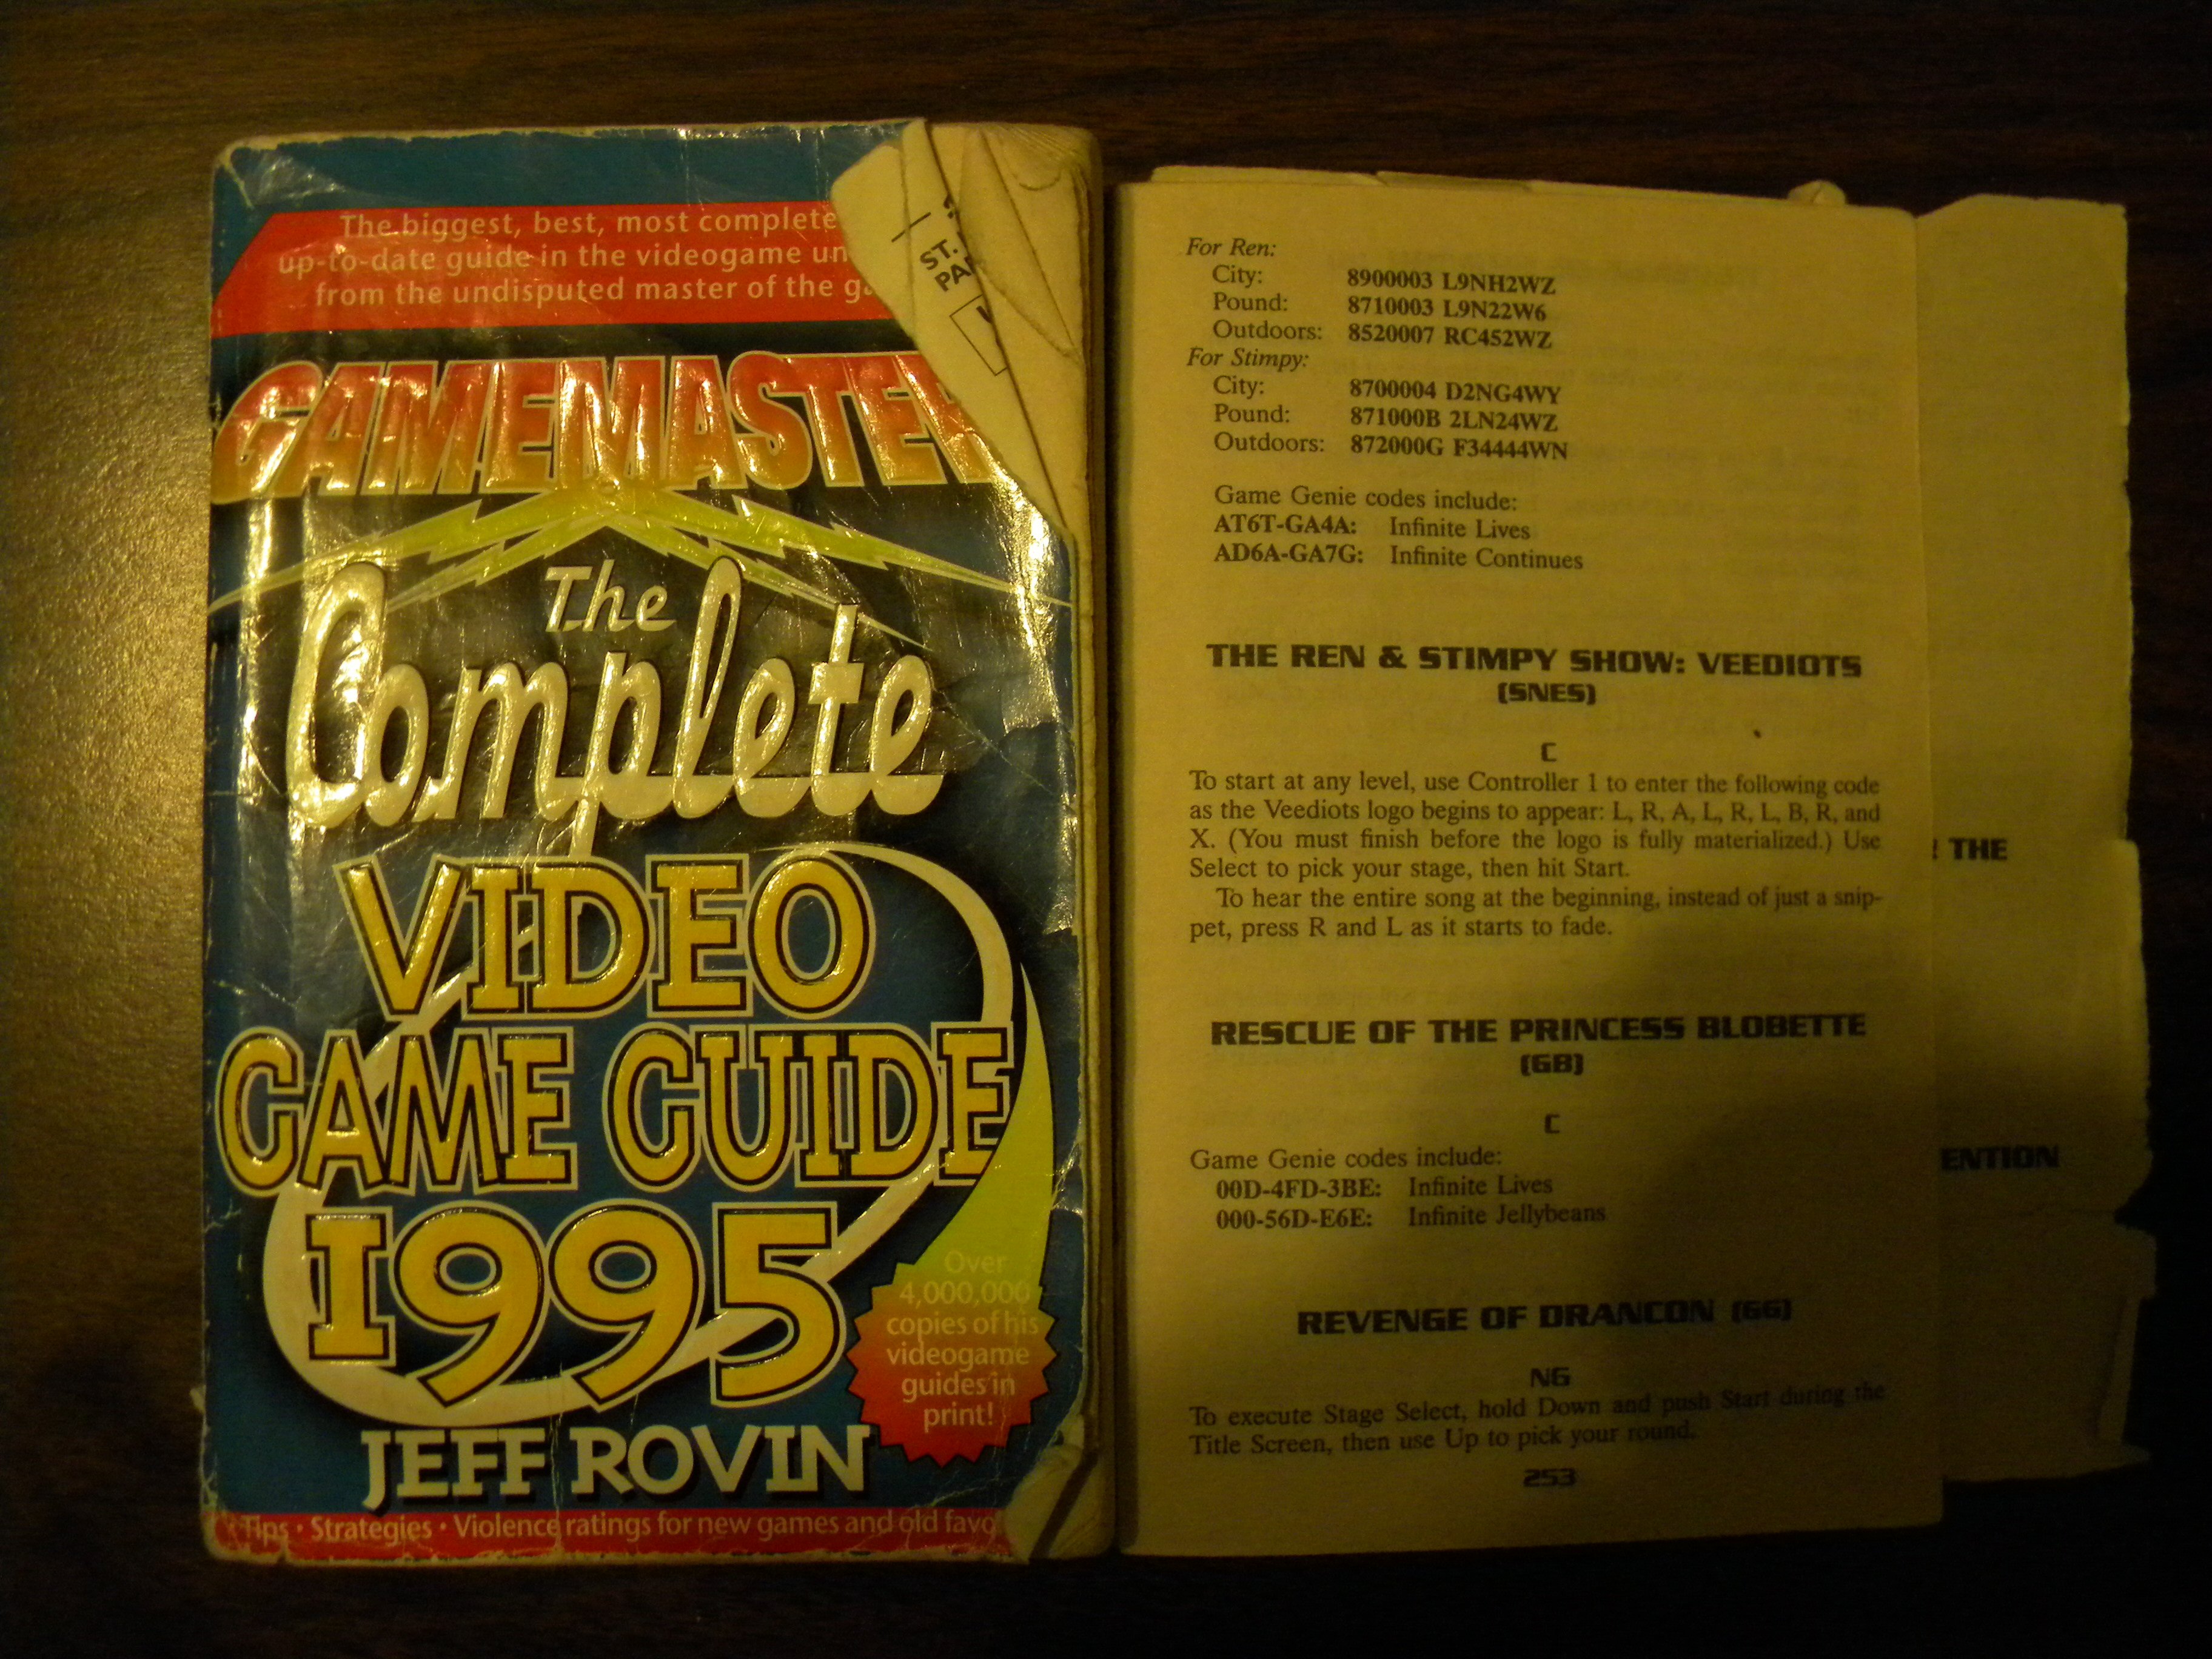 The biggest, best, most complete
up-to-date guide in the videogame
from the undisputed master of the
ST.
GAMEMASTER
The
Complete
VIDEO
GAME GUIDE
1995
Over
4,000,000
copies of his
videogame
guides in
print!
JEFF ROVIN
Tips • Strategies • Violence ratings for new games and old
For Ren:
City: 8900003 L9NH2WZ
Pound: 8710003 L9N22W6
Outdoors: 8520007 RC452WZ
For Stimpy:
City: 8700004 D2NG4WY
Pound: 871000B 2LN24WZ
Outdoors: 872000G F34444WN
Game Genie codes include:
AT6T-GA4A: Infinite Lives
AD6A-GA7G: Infinite Continues
THE REN & STIMPY SHOW: VEEDIOTS
(SNES)
C
To start at any level, use Controller 1 to enter the following code
as the Veediots logo begins to appear: L, R, A, L, R, L, B, R, and
X. (You must finish before the logo is fully materialized.) Use
Select to pick your stage, then hit Start.
To hear the entire song at the beginning, instead of just a snip-
pet, press R and L as it starts to fade.
RESCUE OF THE PRINCESS BLOBETTE
(GB)
C
Game Genie codes include:
00D-4FD-3BE: Infinite Lives
000-56D-E6E: Infinite Jellybeans
REVENGE OF DRANCON (GG)
NG
To execute Stage Select, hold Down and push Start during the
Title Screen, then use Up to pick your round.
253
THE
ENTION